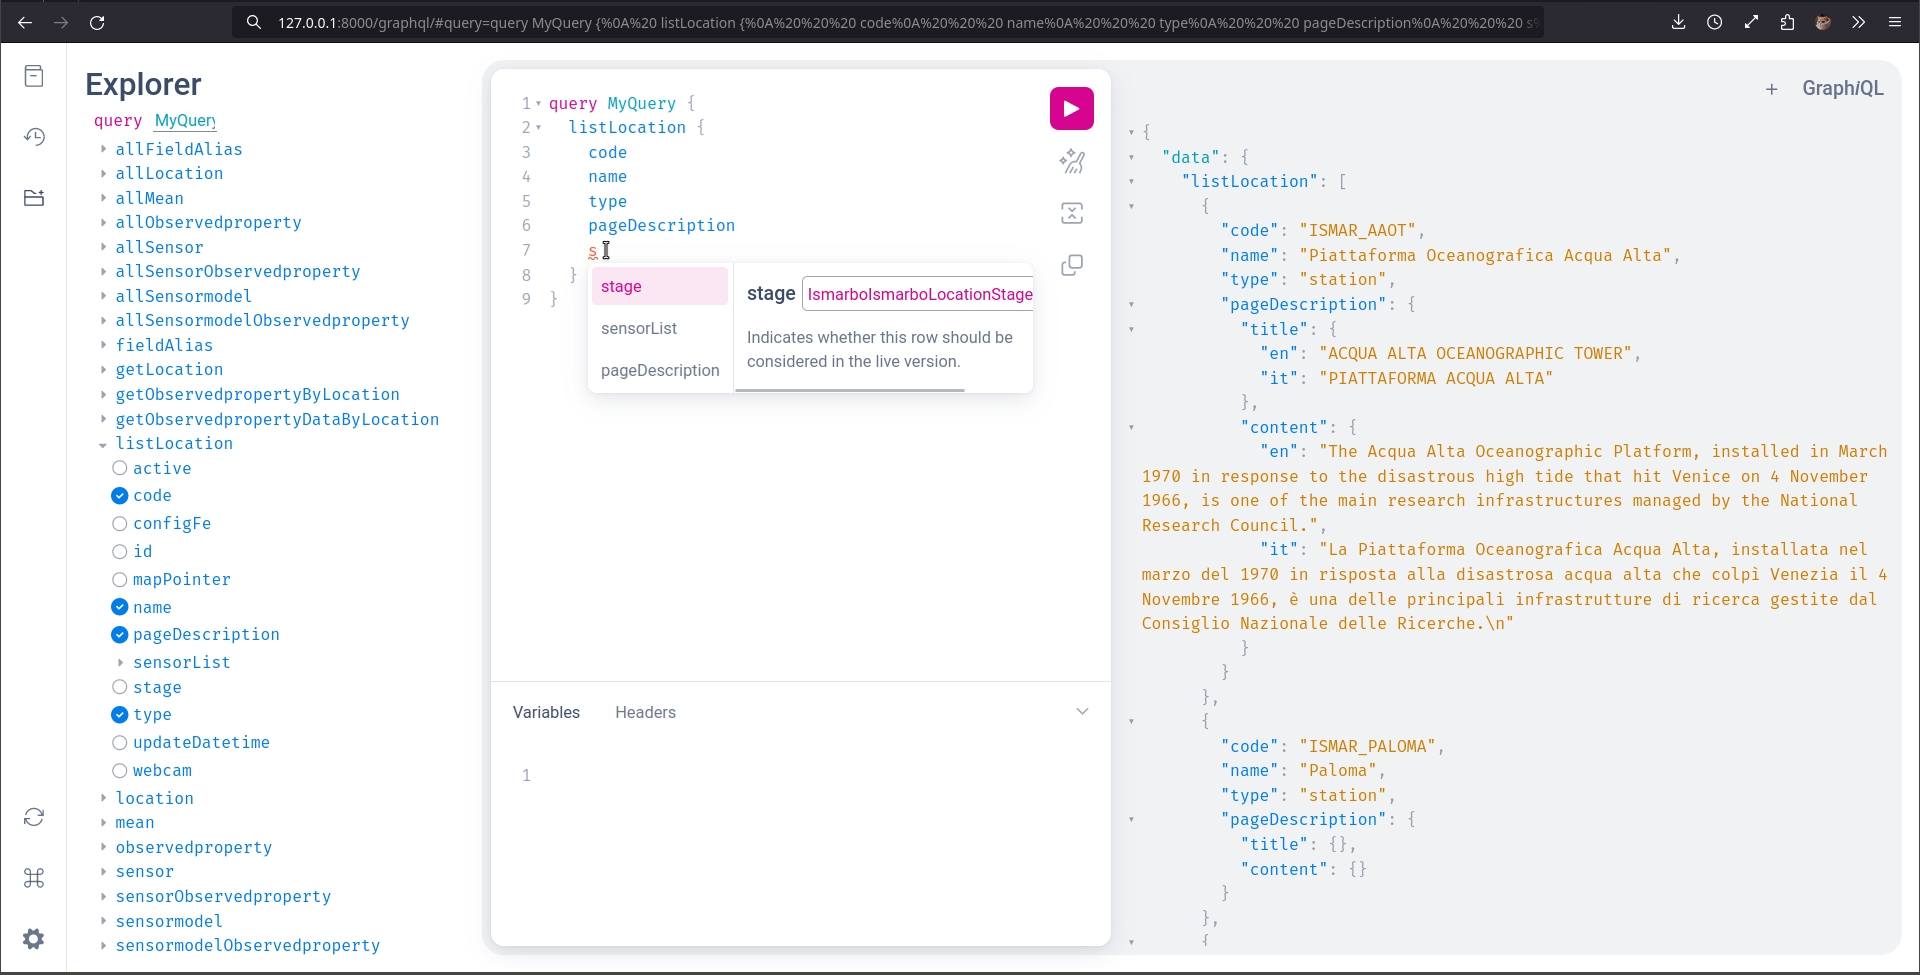 127.0.0.1:8000/graphql/#query=query MyQuery {%0A%20 listLocation {%0A%20%20%20 code%0A%20%20%20 name%0A%20%20%20 type%0A%20%20%20 pageDescription%0A%20%20%20 s
Explorer
query MyQuery
allFieldAlias
allLocation
allMean
allObservedproperty
allSensor
allSensorObservedproperty
allSensormodel
allSensormodelObservedproperty
fieldAlias
getLocation
getObservedpropertyByLocation
getObservedpropertyDataByLocation
listLocation
active
code
configFe
id
mapPointer
name
pageDescription
sensorList
stage
type
updateDatetime
webcam
location
mean
observedproperty
sensor
sensorObservedproperty
sensormodel
sensormodelObservedproperty
1 query MyQuery {
2 listLocation {
3 code
4 name
5 type
6 pageDescription
7 s
8 }
9 }
stage
sensorList
pageDescription
stage IsmarboIsmarboLocationStage
Indicates whether this row should be
considered in the live version.
Variables Headers
1
+ GraphiQL
{
"data": {
"listLocation": [
{
"code": "ISMAR_AAOT",
"name": "Piattaforma Oceanografica Acqua Alta",
"type": "station",
"pageDescription": {
"title": {
"en": "ACQUA ALTA OCEANOGRAPHIC TOWER",
"it": "PIATTAFORMA ACQUA ALTA"
},
"content": {
"en": "The Acqua Alta Oceanographic Platform, installed in March
1970 in response to the disastrous high tide that hit Venice on 4 November
1966, is one of the main research infrastructures managed by the National
Research Council.",
"it": "La Piattaforma Oceanografica Acqua Alta, installata nel
marzo del 1970 in risposta alla disastrosa acqua alta che colpì Venezia il 4
Novembre 1966, è una delle principali infrastrutture di ricerca gestite dal
Consiglio Nazionale delle Ricerche.\n"
}
}
},
{
"code": "ISMAR_PALOMA",
"name": "Paloma",
"type": "station",
"pageDescription": {
"title": {},
"content": {}
}
},
{